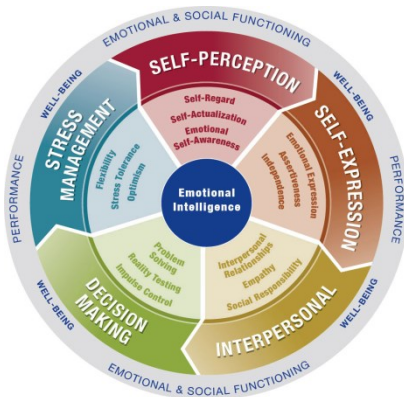 EMOTIONAL & SOCIAL FUNCTIONING
WELL-BEING
WELL-BEING
SELF-PERCEPTION
Self-Regard
Self-Actualization
Emotional
Self-Awareness
SELF-EXPRESSION
Emotional Expression
Assertiveness
Independence
STRESS
MANAGEMENT
Flexibility
Stress Tolerance
Optimism
PERFORMANCE
PERFORMANCE
Emotional
Intelligence
Interpersonal
Relationships
Empathy
Social Responsibility
INTERPERSONAL
Problem
Solving
Reality Testing
Impulse Control
DECISION
MAKING
WELL-BEING
WELL-BEING
EMOTIONAL & SOCIAL FUNCTIONING